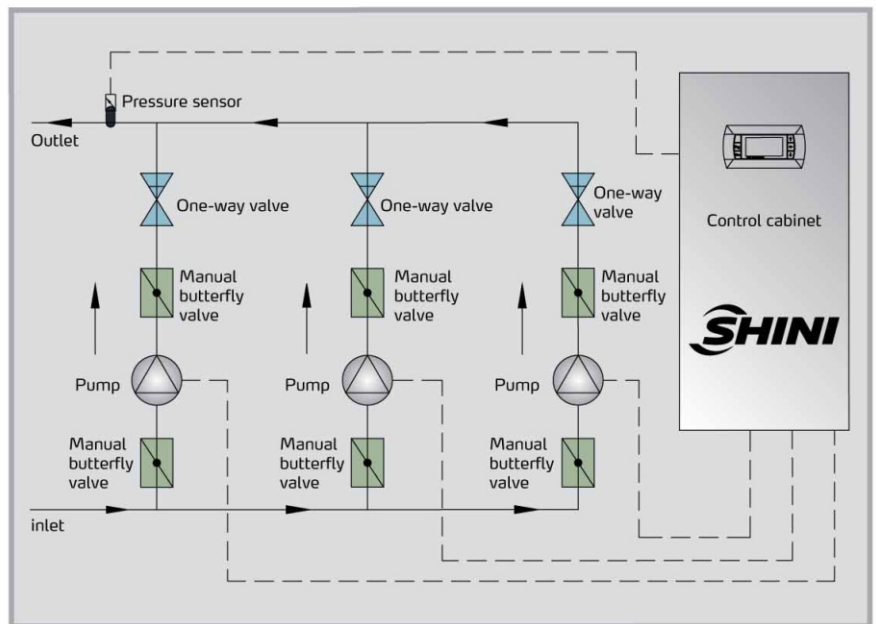 Pressure sensor
Outlet
One-way valve
One-way valve
One-way
valve
Control cabinet
Manual
butterfly
valve
Manual
butterfly
valve
Manual
butterfly
valve
SHINI
Pump
Pump
Pump
Manual
butterfly
valve
Manual
butterfly
valve
Manual
butterfly
valve
inlet